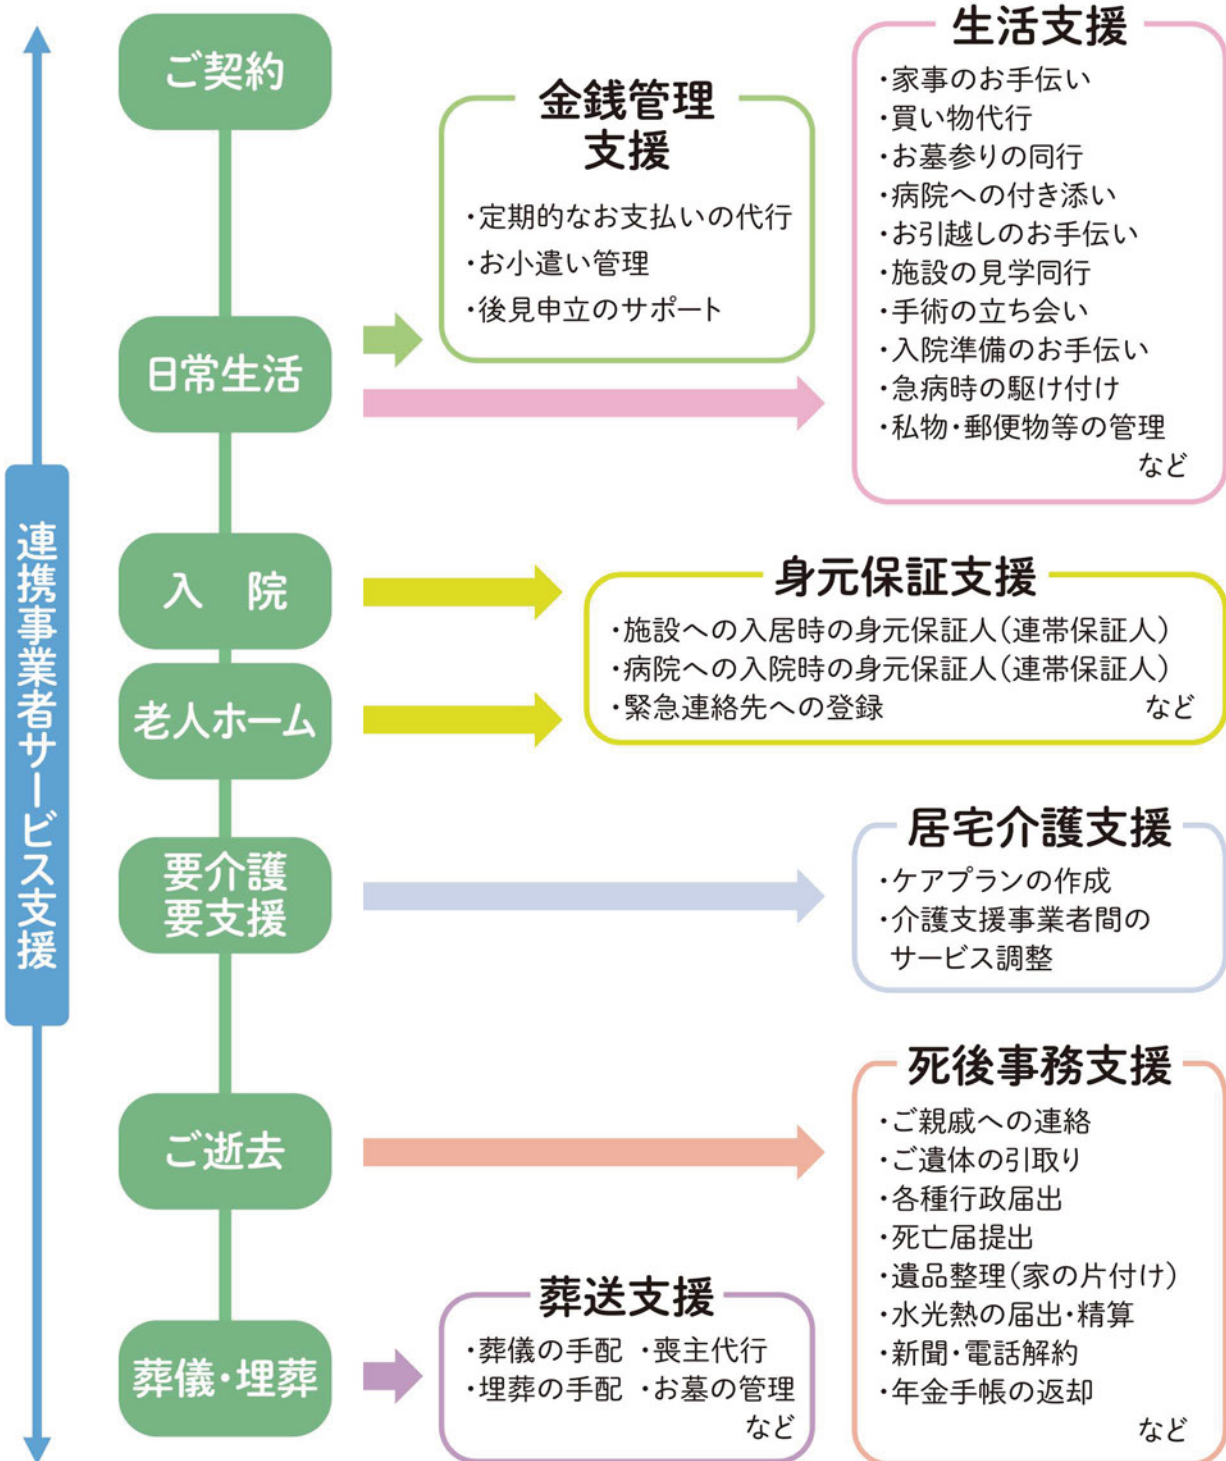 連携事業者サービス支援
ご契約
日常生活
入 院
老人ホーム
要介護
要支援
ご逝去
葬儀・埋葬
金銭管理
支援
・定期的なお支払いの代行
・お小遣い管理
・後見申立のサポート
生活支援
・家事のお手伝い
・買い物代行
・お墓参りの同行
・病院への付き添い
・お引越しのお手伝い
・施設の見学同行
・手術の立ち会い
・入院準備のお手伝い
・急病時の駆け付け
・私物・郵便物等の管理
など
身元保証支援
・施設への入居時の身元保証人(連帯保証人)
・病院への入院時の身元保証人(連帯保証人)
・緊急連絡先への登録 など
居宅介護支援
・ケアプランの作成
・介護支援事業者間の
サービス調整
死後事務支援
・ご親戚への連絡
・ご遺体の引取り
・各種行政届出
・死亡届提出
・遺品整理(家の片付け)
・水光熱の届出・精算
・新聞・電話解約
・年金手帳の返却
など
葬送支援
・葬儀の手配 ・喪主代行
・埋葬の手配 ・お墓の管理
など